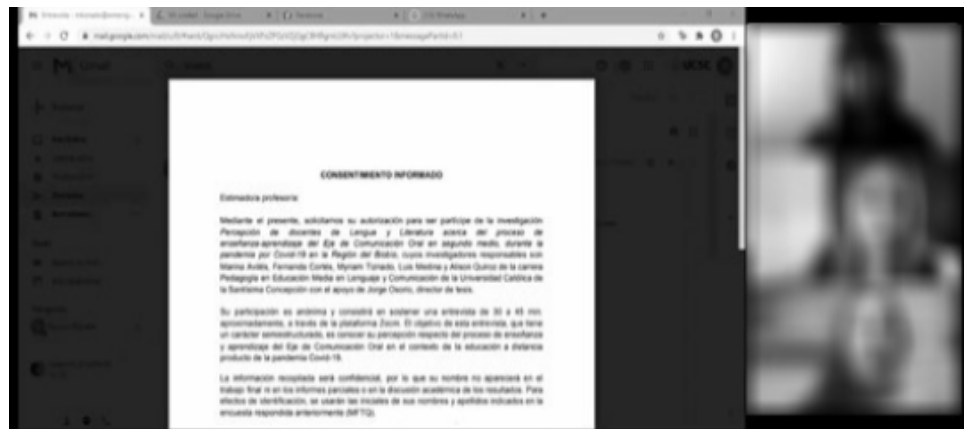 Gmail
UCSC
CONSENTIMIENTO INFORMADO
Estimado/a profesor/a:
Mediante el presente, solicitamos su autorización para ser partícipe de la investigación
Percepción de docentes de Lengua y Literatura acerca del proceso de
enseñanza-aprendizaje del Eje de Comunicación Oral en segundo medio, durante la
pandemia por Covid-19 en la Región del Biobío, cuyos investigadores responsables son
Marina Avilés, Fernanda Cortés, Myriam Toriado, Luis Medina y Alison Quiroz de la carrera
Pedagogía en Educación Media en Lenguaje y Comunicación de la Universidad Católica de
la Santísima Concepción con el apoyo de Jorge Osorio, director de tesis.
Su participación es anónima y consistirá en sostener una entrevista de 30 a 45 min.
aproximadamente, a través de la plataforma Zoom. El objetivo de esta entrevista, que tiene
un carácter semiestructurado, es conocer su percepción respecto del proceso de enseñanza
y aprendizaje del Eje de Comunicación Oral en el contexto de la educación a distancia
producto de la pandemia Covid-19.
La información recopilada será confidencial, por lo que su nombre no aparecerá en el
trabajo final ni en los informes parciales o en la discusión académica de los resultados. Para
efectos de identificación, se usarán las iniciales de sus nombres y apellidos indicados en la
encuesta respondida anteriormente (MFTQ).